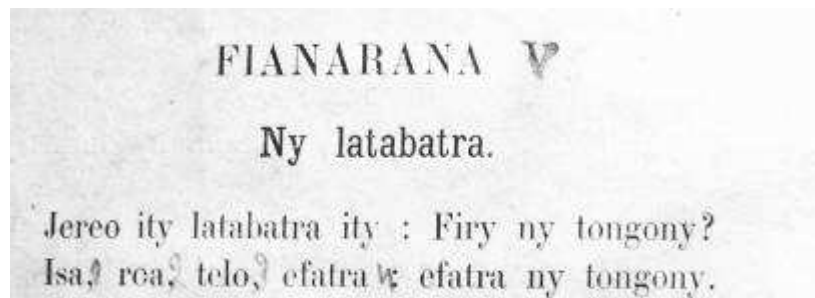 FIANARANA V
Ny latabatra.
Jereo ity latabatra ity : Firy ny tongony?
Isa, roa, telo, efatra : efatra ny tongony.